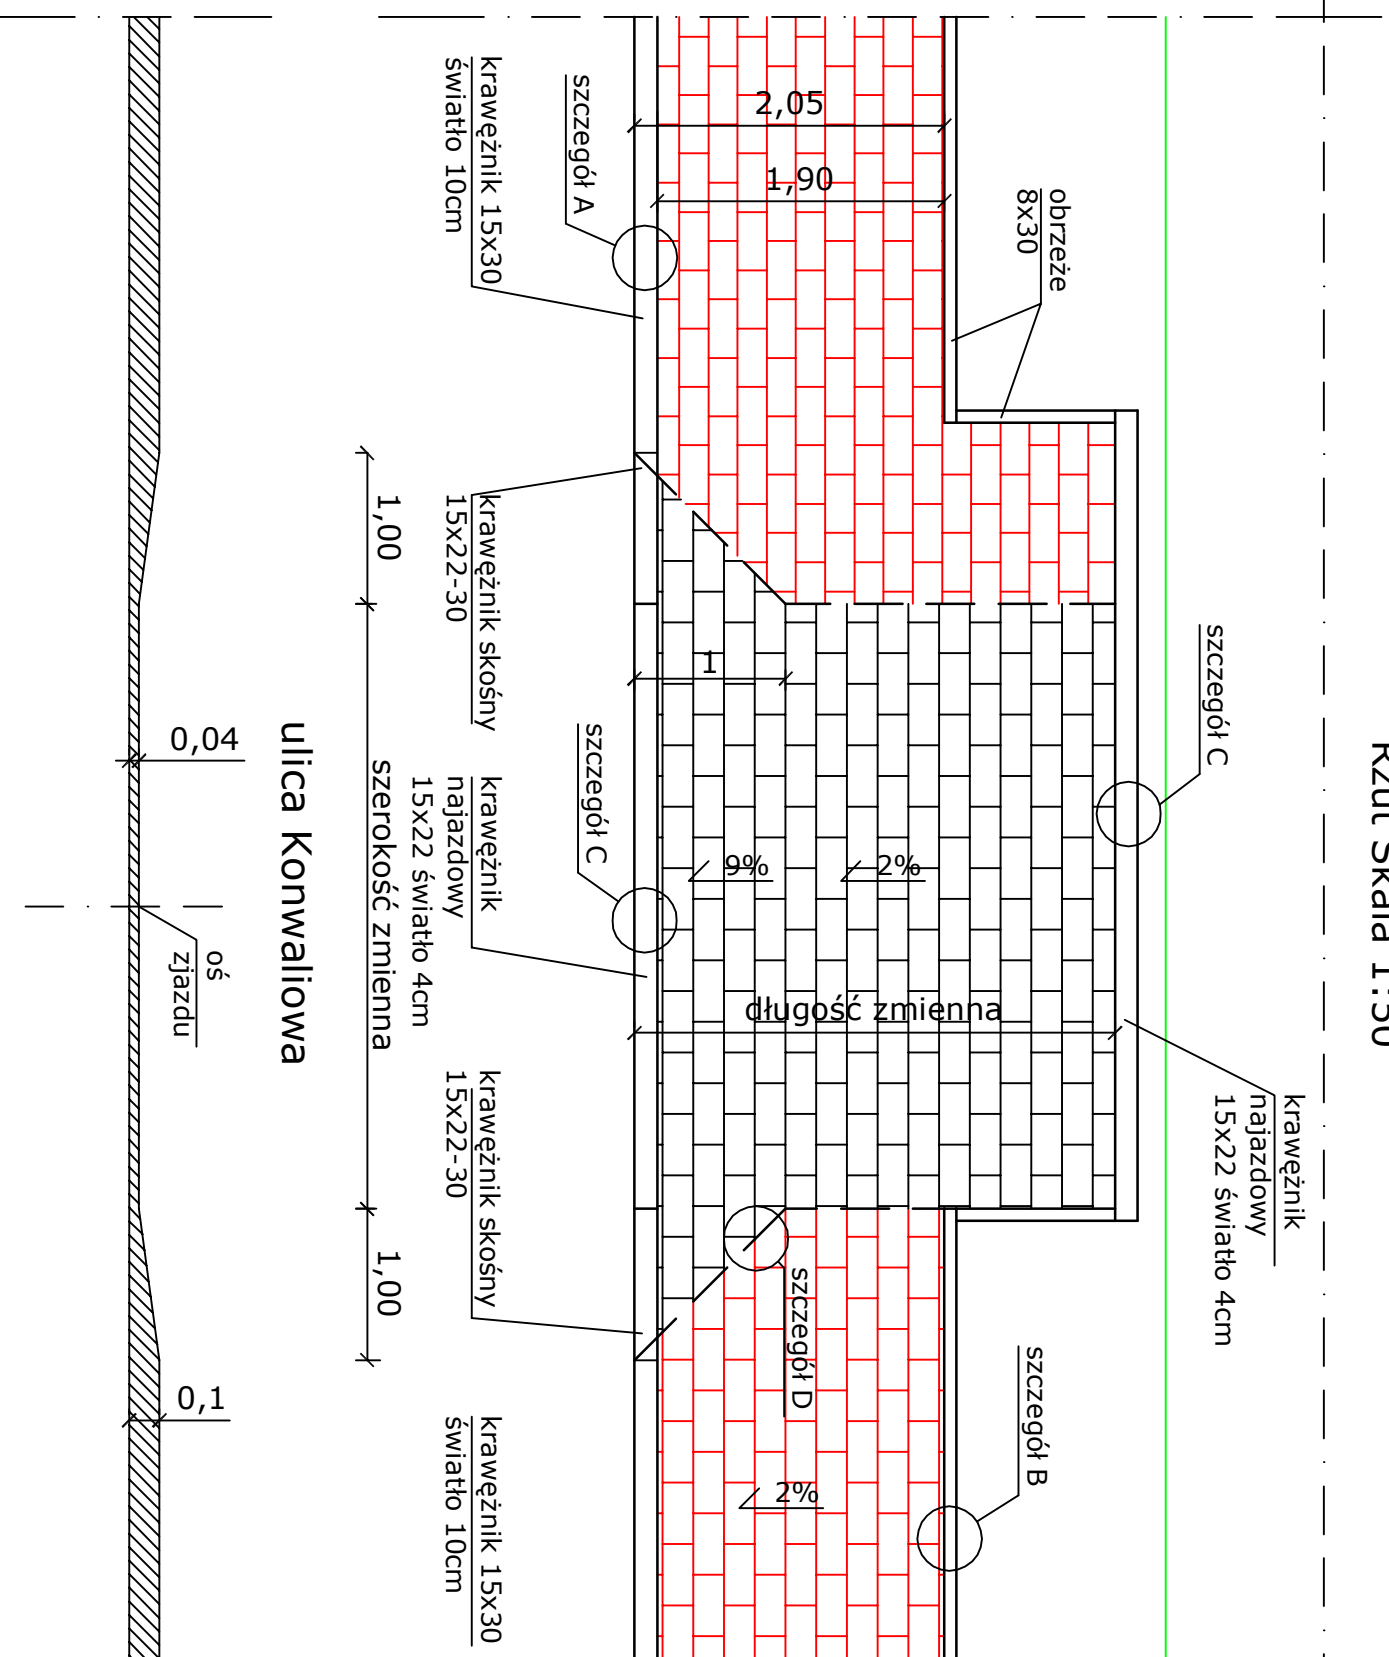 Rzut Skala 1:50
2,05
1,90
szczegół A
krawężnik 15x30
światło 10cm
obrzeże
8x30
1,00
krawężnik skośny
15x22-30
1
szczegół C
szczegół C
0,04
ulica Konwaliowa
szerokość zmienna
krawężnik
najazdowy
15x22 światło 4cm
9%
2%
oś
zjazdu
długość zmienna
krawężnik
najazdowy
15x22 światło 4cm
krawężnik skośny
15x22-30
1,00
szczegół D
szczegół B
0,1
krawężnik 15x30
światło 10cm
2%